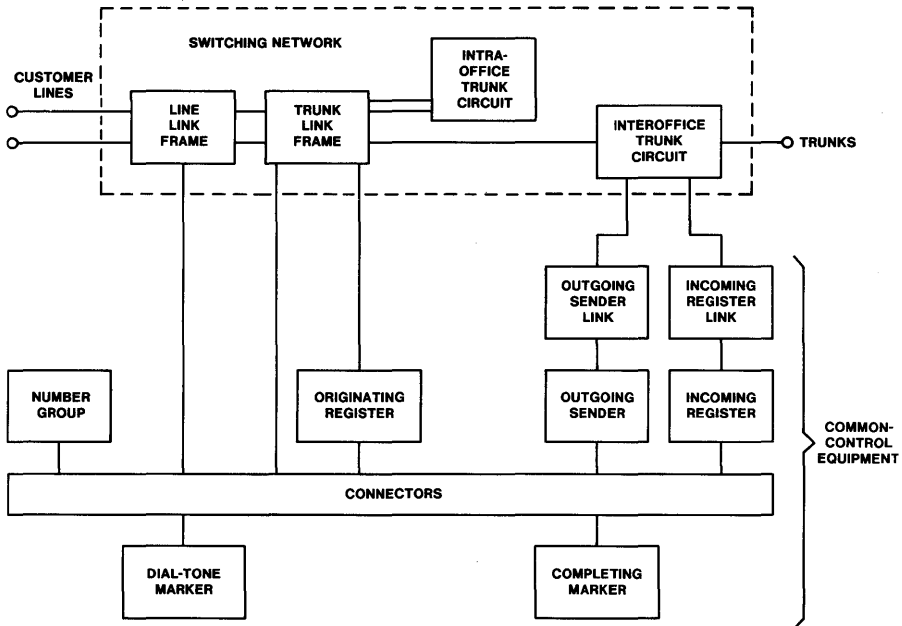 SWITCHING NETWORK
INTRA-
OFFICE
TRUNK
CIRCUIT
CUSTOMER
LINES
LINE
LINK
FRAME
TRUNK
LINK
FRAME
INTEROFFICE
TRUNK
CIRCUIT
TRUNKS
OUTGOING
SENDER
LINK
INCOMING
REGISTER
LINK
NUMBER
GROUP
ORIGINATING
REGISTER
OUTGOING
SENDER
INCOMING
REGISTER
COMMON-
CONTROL
EQUIPMENT
CONNECTORS
DIAL-TONE
MARKER
COMPLETING
MARKER